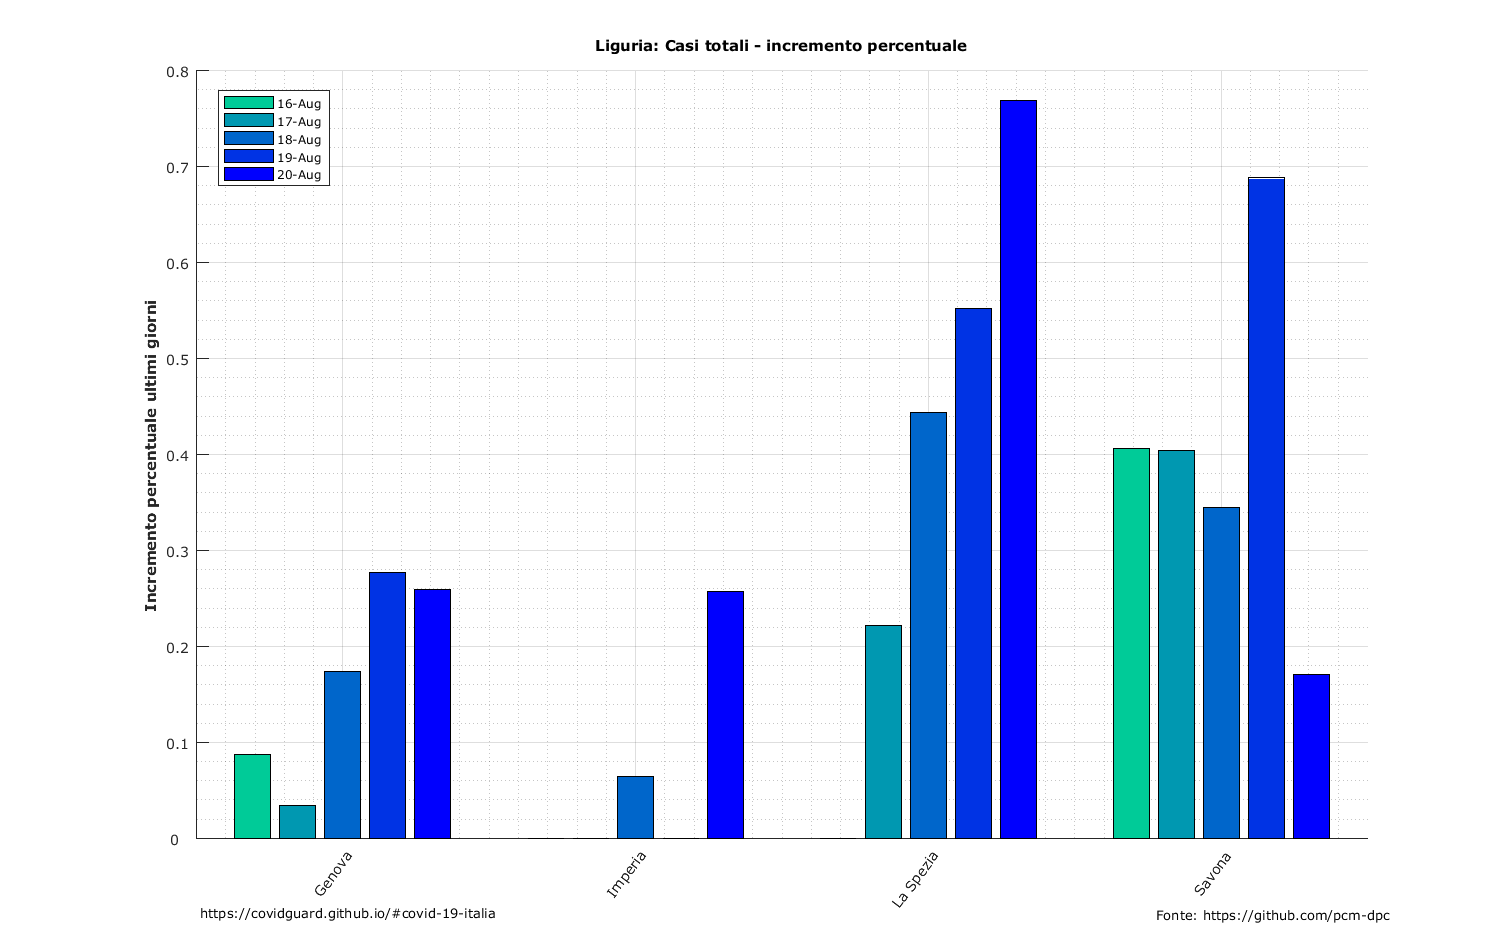 Liguria: Casi totali - incremento percentuale
0.8
0.7
0.6
0.5
0.4
0.3
0.2
0.1
0
Incremento percentuale ultimi giorni
16-Aug
17-Aug
18-Aug
19-Aug
20-Aug
Genova
Imperia
La Spezia
Savona
https://covidguard.github.io/#covid-19-italia
Fonte: https://github.com/pcm-dpc